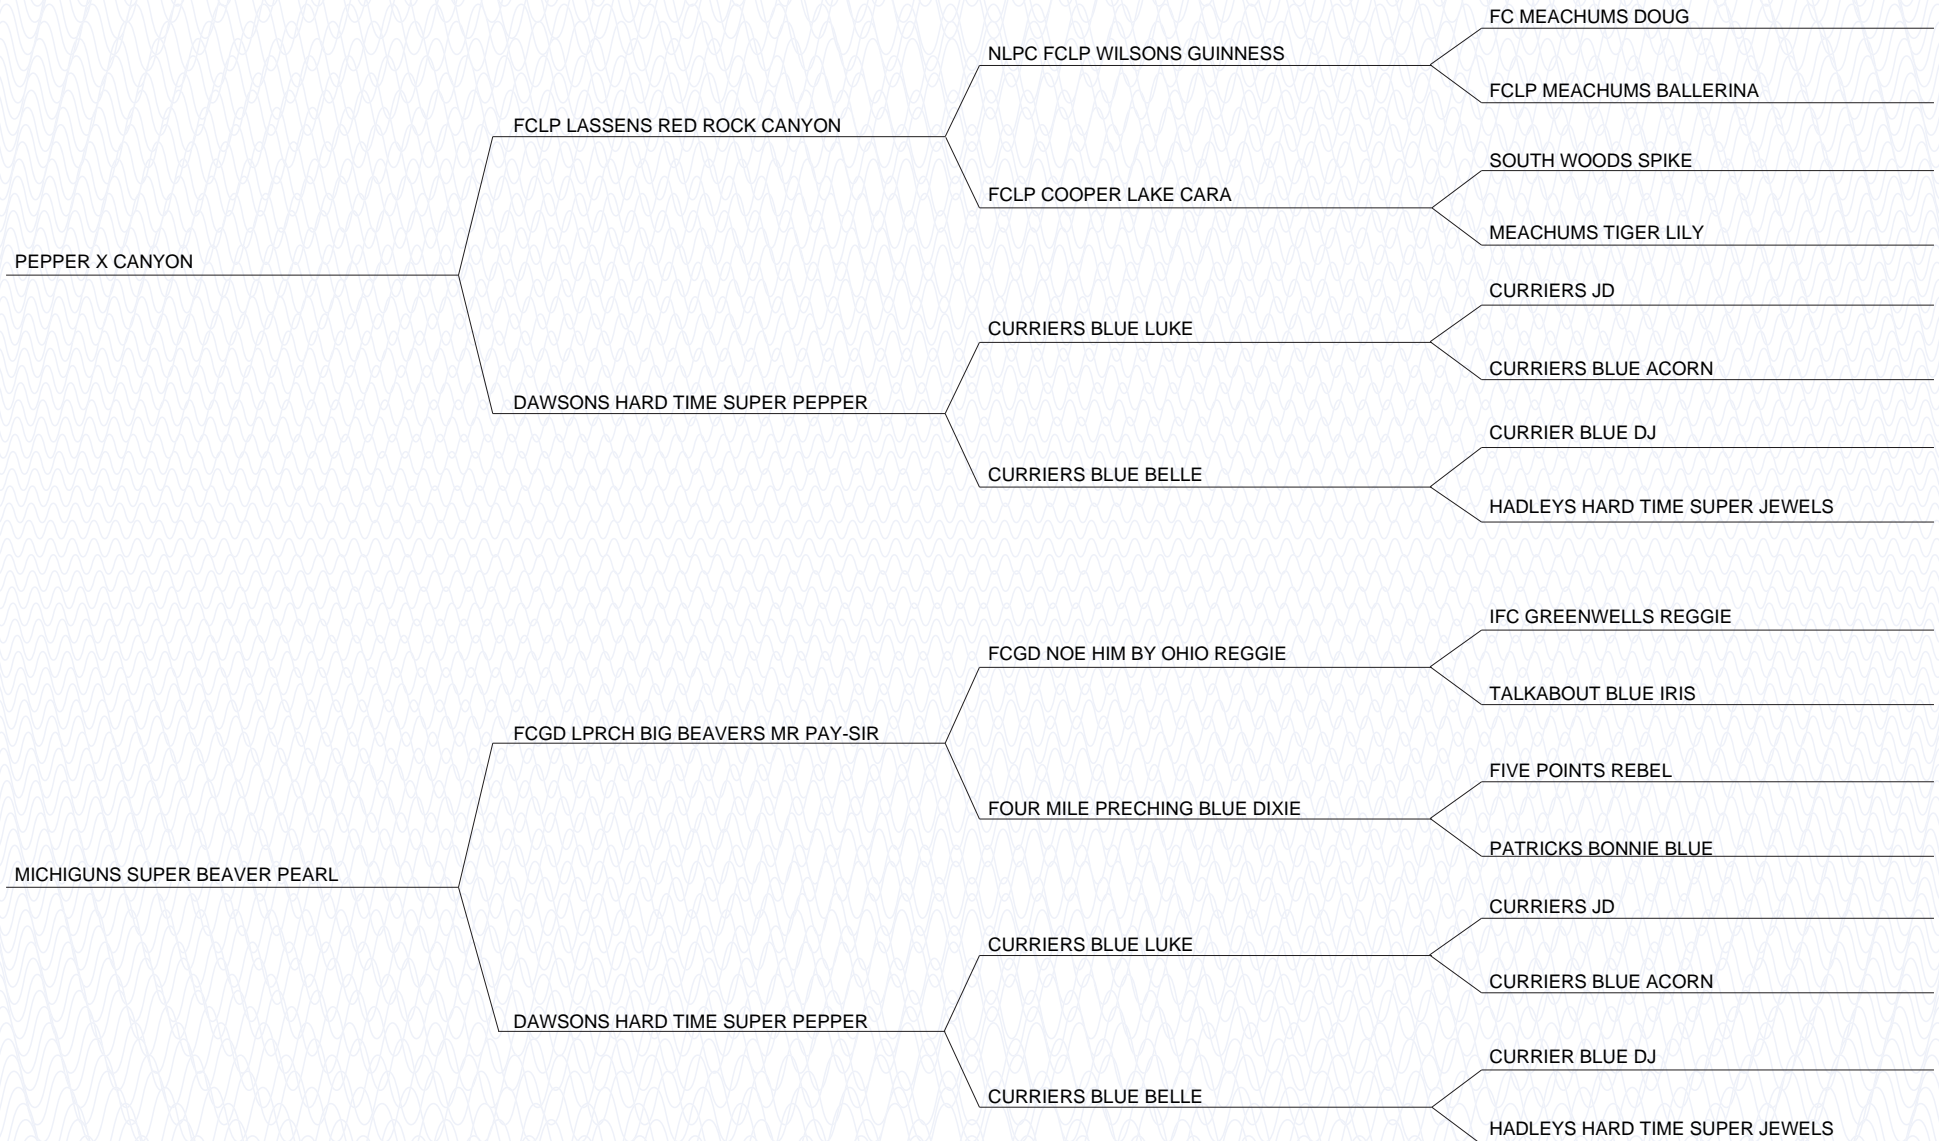 FC MEACHUMS DOUG
NLPC FCLP WILSONS GUINNESS
FCLP MEACHUMS BALLERINA
FCLP LASSENS RED ROCK CANYON
SOUTH WOODS SPIKE
FCLP COOPER LAKE CARA
MEACHUMS TIGER LILY
PEPPER X CANYON
CURRIERS JD
CURRIERS BLUE LUKE
CURRIERS BLUE ACORN
DAWSONS HARD TIME SUPER PEPPER
CURRIER BLUE DJ
CURRIERS BLUE BELLE
HADLEYS HARD TIME SUPER JEWELS
IFC GREENWELLS REGGIE
FCGD NOE HIM BY OHIO REGGIE
TALKABOUT BLUE IRIS
FCGD LPRCH BIG BEAVERS MR PAY-SIR
FIVE POINTS REBEL
FOUR MILE PRECHING BLUE DIXIE
PATRICKS BONNIE BLUE
MICHIGUNS SUPER BEAVER PEARL
CURRIERS JD
CURRIERS BLUE LUKE
CURRIERS BLUE ACORN
DAWSONS HARD TIME SUPER PEPPER
CURRIER BLUE DJ
CURRIERS BLUE BELLE
HADLEYS HARD TIME SUPER JEWELS